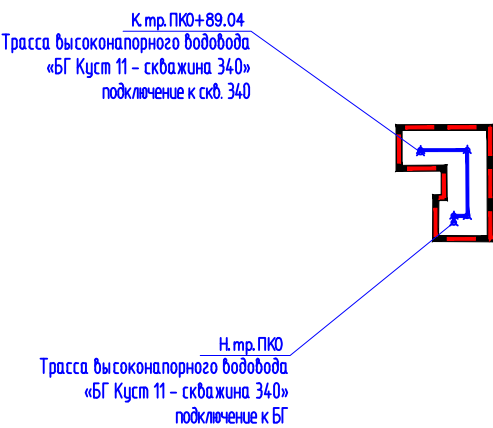 К.тр.ПК0+89.04
Трасса высоконапорного водовода
«БГ Куст 11 - скважина 340»
подключение к скв. 340
Н.тр.ПК0
Трасса высоконапорного водовода
«БГ Куст 11 - скважина 340»
подключение к БГ